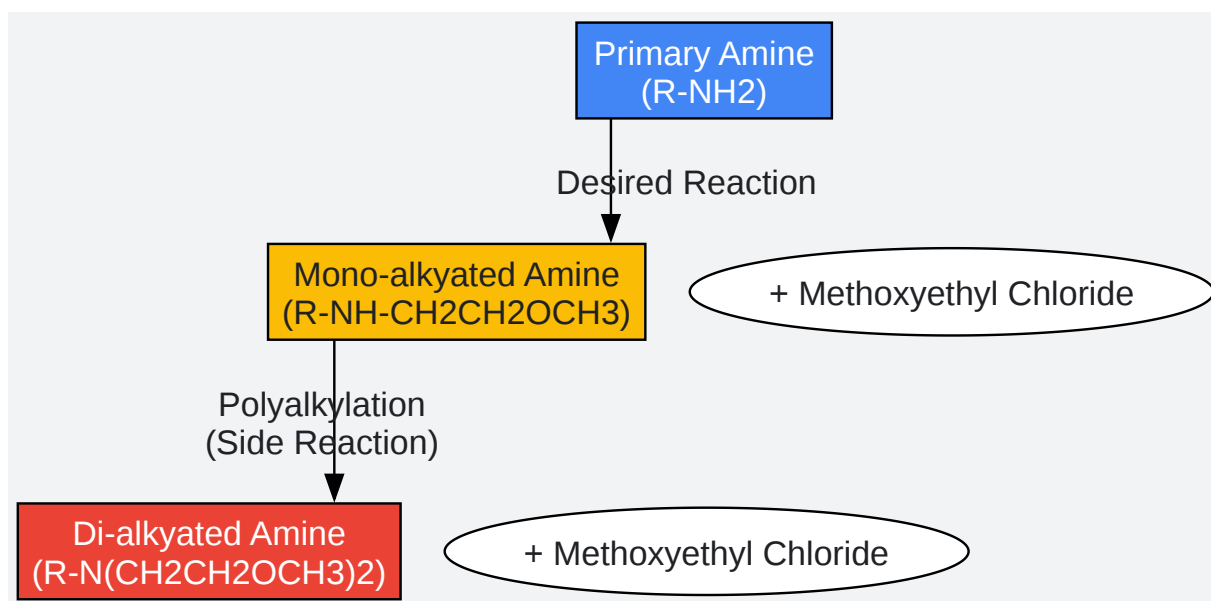 Primary Amine
(R-NH2)
Desired Reaction
Mono-alkyated Amine
(R-NH-CH2CH2OCH3)
+ Methoxyethyl Chloride
Polyalkylation
(Side Reaction)
Di-alkyated Amine
(R-N(CH2CH2OCH3)2)
+ Methoxyethyl Chloride